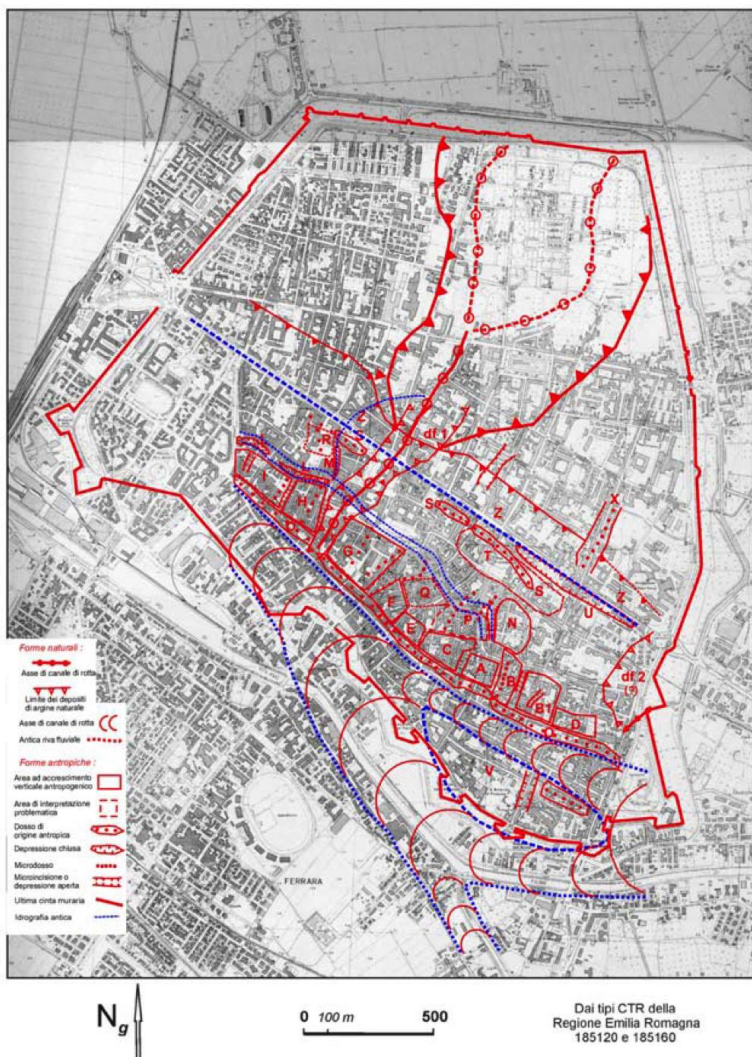 df 1
R
Z
M
I
H
S
Z
X
G
T
S
Z
Q
F
U
P
N
E
C
A
B
B1
D
df 2
(?)
V
FERRARA
Forme naturali :
Asse di canale di rotta
Limite dei depositi
di argine naturale
Asse di canale di rotta
Antica riva fluviale
Forme antropiche :
Area ad accrescimento
verticale antropogenico
Area di interpretazione
problematica
Dosso di
origine antropica
Depressione chiusa
Microdosso
Microincisione o
depressione aperta
Ultima cinta muraria
Idrografia antica
Ng
0 100 m 500
Dai tipi CTR della
Regione Emilia Romagna
185120 e 185160